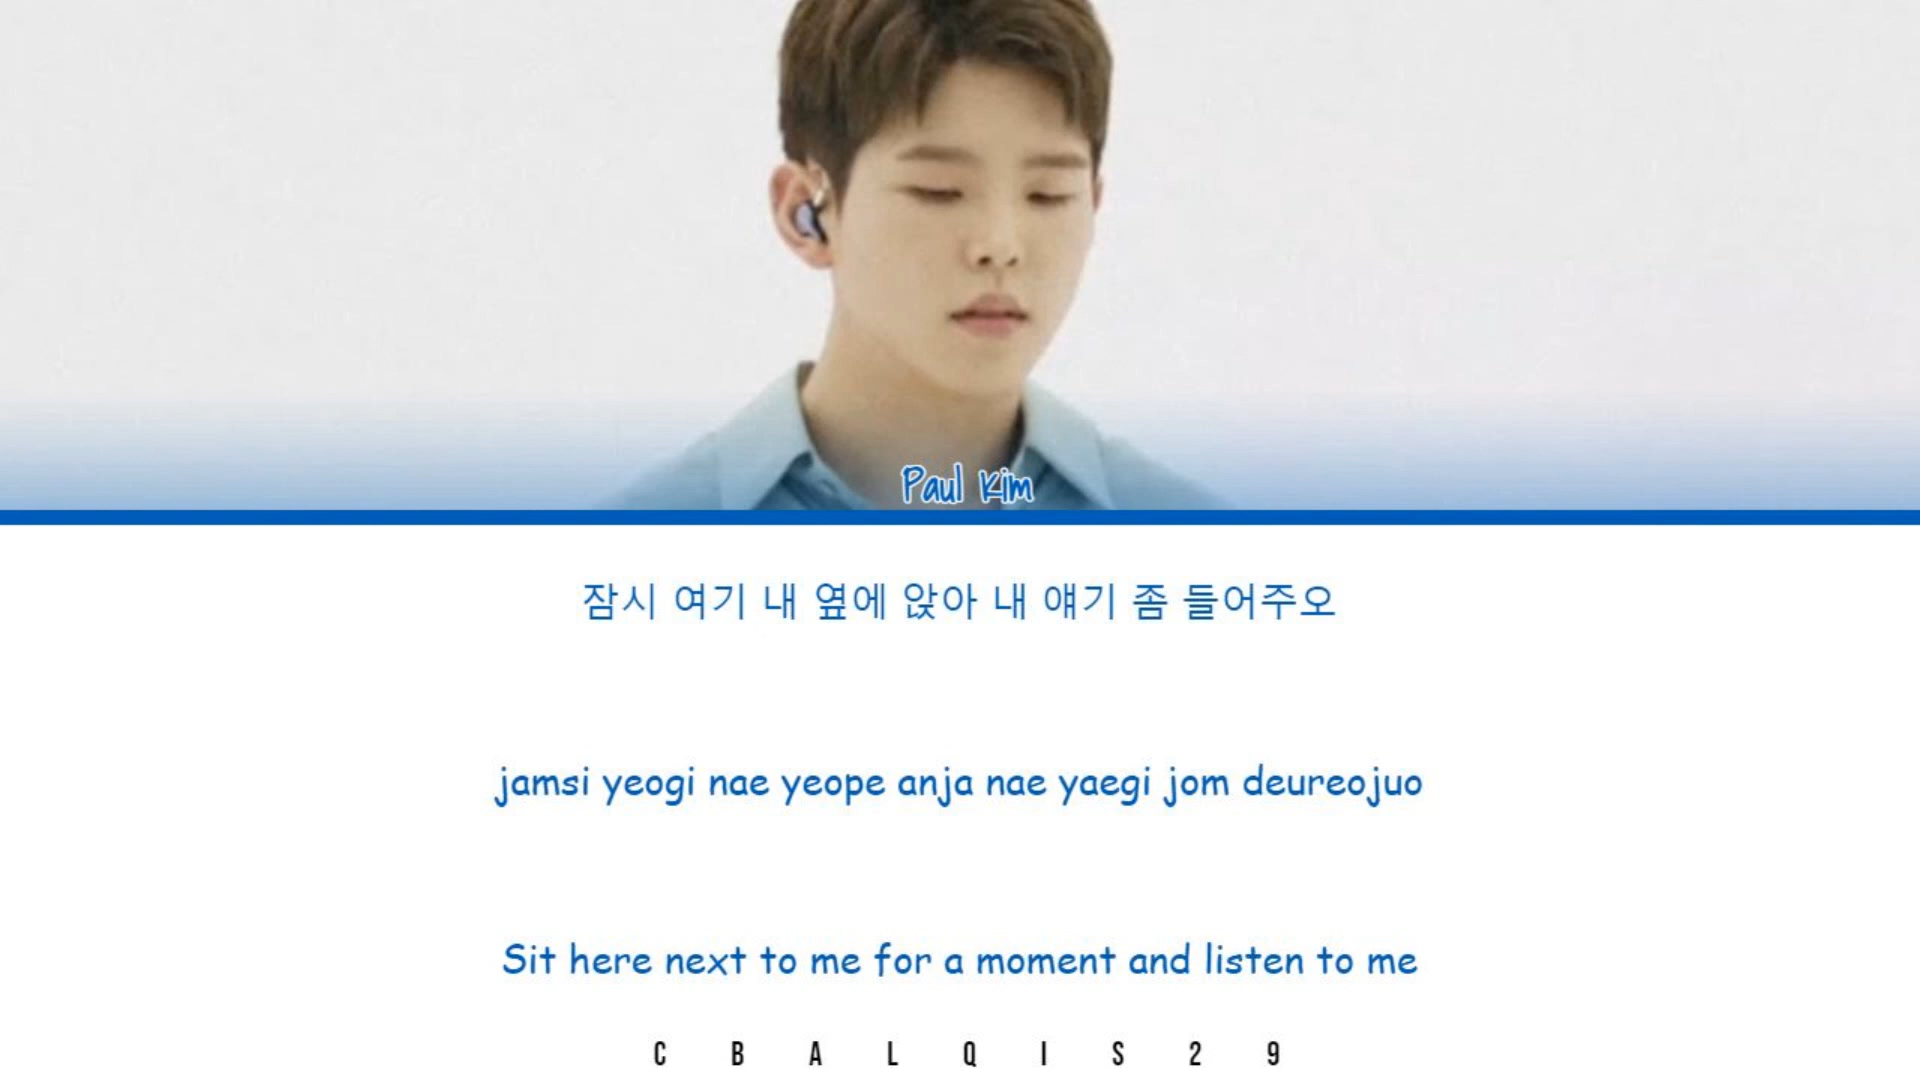 Paul Kim
잠시 여기 내 옆에 앉아 내 얘기 좀 들어주오
jamsi yeogi nae yeope anja nae yaegi jom deureojuo
Sit here next to me for a moment and listen to me
CBALQIS29